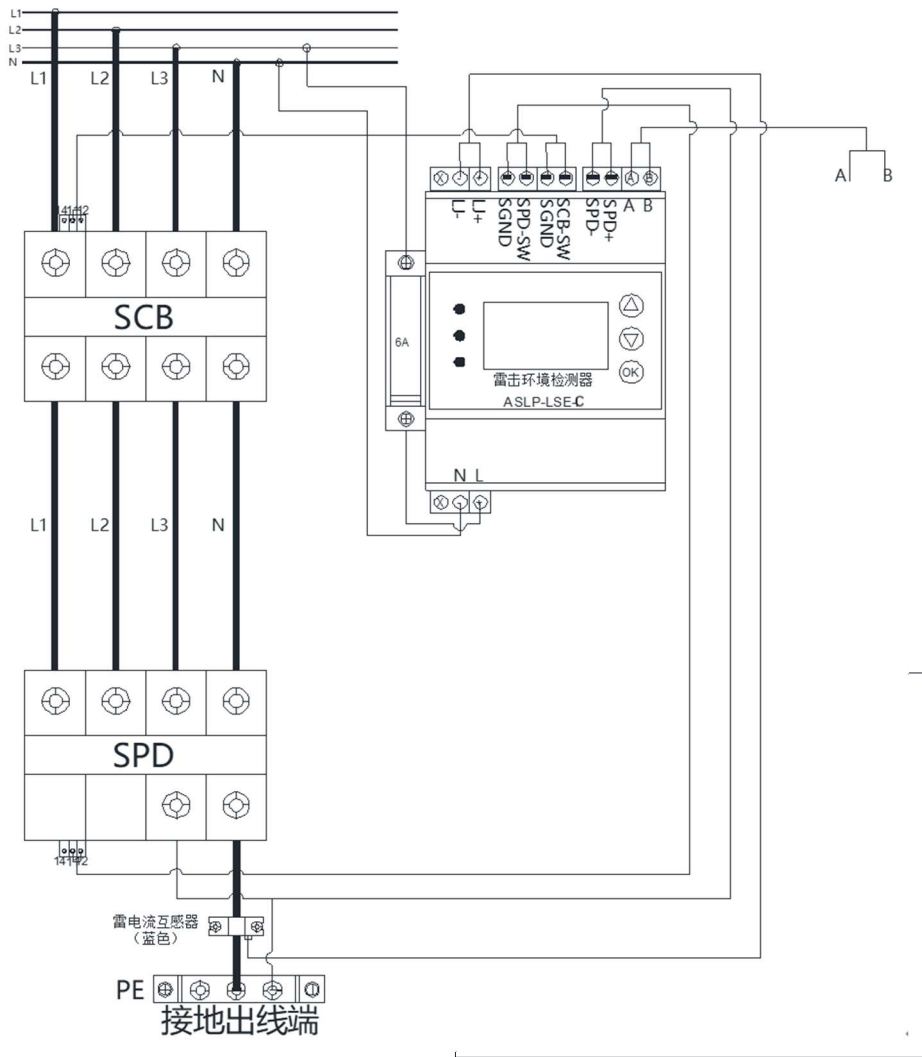 L1
L2
L3
N
L1 L2 L3 N
A B
X - +
A B
LJ-
LJ+
SGND
SPD-SW
SGND
SCB-SW
SPD-
SPD+
A
B
SCB
6A
OK
雷击环境检测器
ASLP-LSE-C
N L
X - +
L1 L2 L3 N
SPD
雷电流互感器
（蓝色）
PE
接地出线端